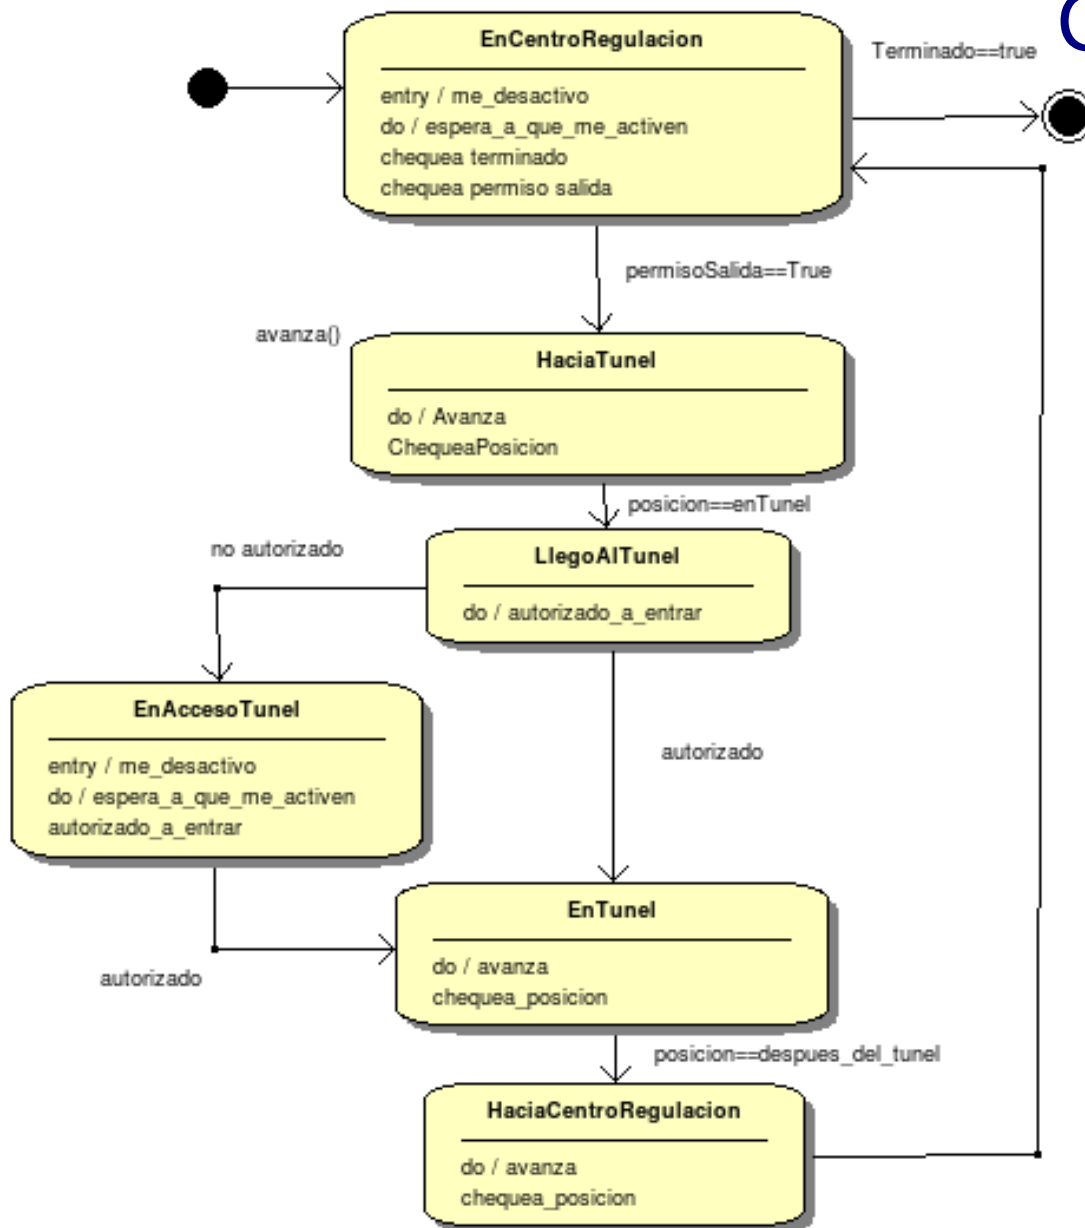 EnCentroRegulacion
Terminado==true
entry / me_desactivo
do / espera_a_que_me_activen
chequea terminado
chequea permiso salida
permisoSalida==True
avanza()
HaciaTunel
do / Avanza
ChequeaPosicion
posicion==enTunel
no autorizado
LlegoAlTunel
do / autorizado_a_entrar
EnAccesoTunel
entry / me_desactivo
do / espera_a_que_me_activen
autorizado_a_entrar
autorizado
EnTunel
do / avanza
chequea_posicion
autorizado
posicion==despues_del_tunel
HaciaCentroRegulacion
do / avanza
chequea_posicion